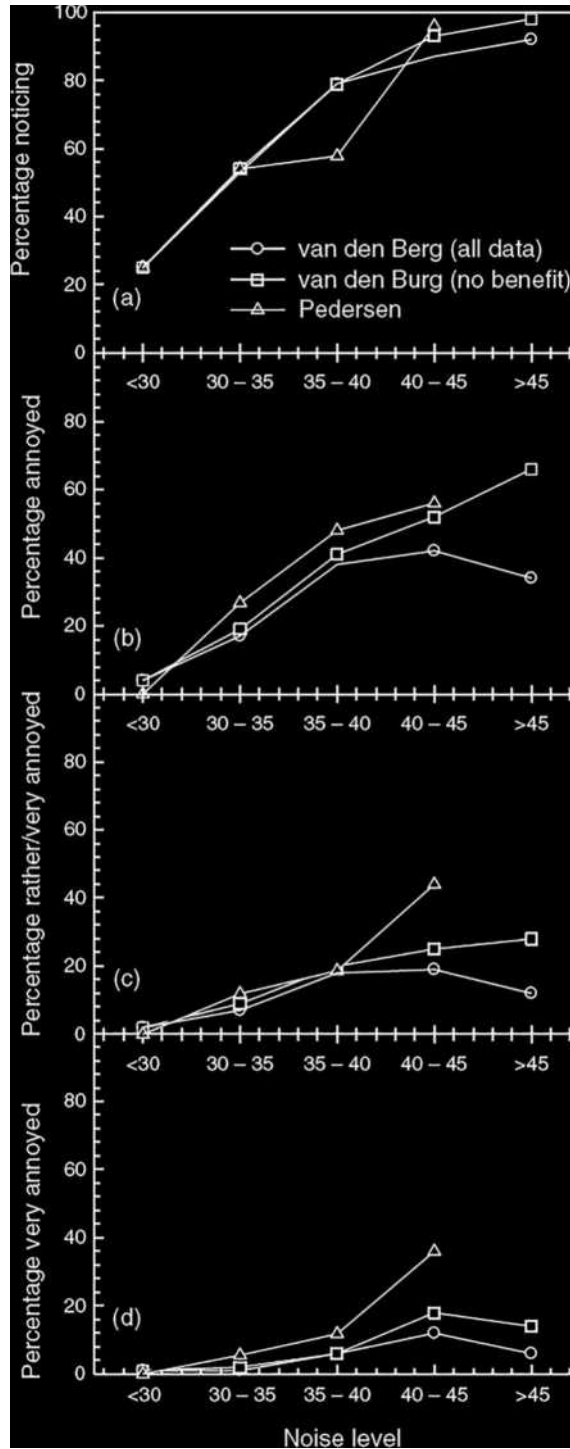 100
80
60
40
20
0
Percentage noticing
(a)
van den Berg (all data)
van den Burg (no benefit)
Pedersen
<30
30 – 35
35 – 40
40 – 45
>45
80
60
40
20
0
Percentage annoyed
(b)
<30
30 – 35
35 – 40
40 – 45
>45
80
60
40
20
0
Percentage rather/very annoyed
(c)
<30
30 – 35
35 – 40
40 – 45
>45
80
60
40
20
0
Percentage very annoyed
(d)
<30
30 – 35
35 – 40
40 – 45
>45
Noise level